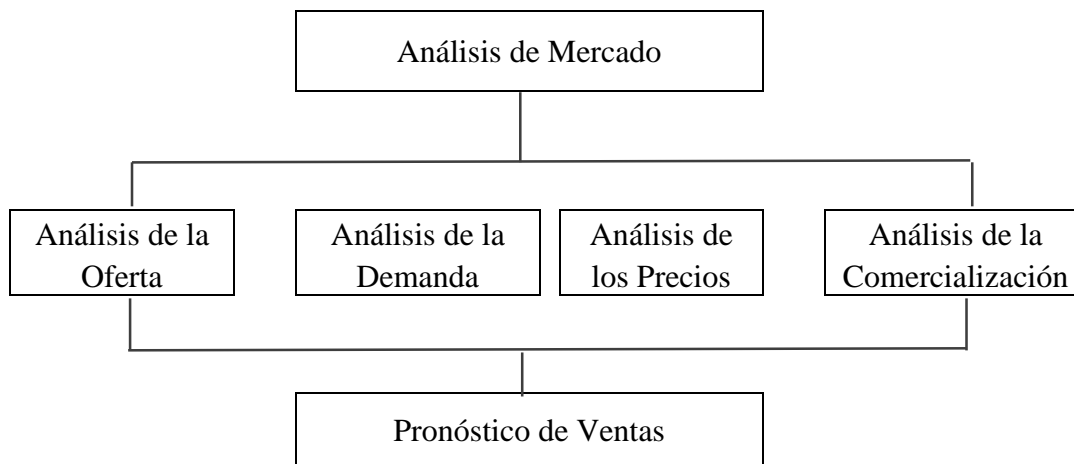 Análisis de Mercado
Análisis de la
Oferta
Análisis de la
Demanda
Análisis de
los Precios
Análisis de la
Comercialización
Pronóstico de Ventas